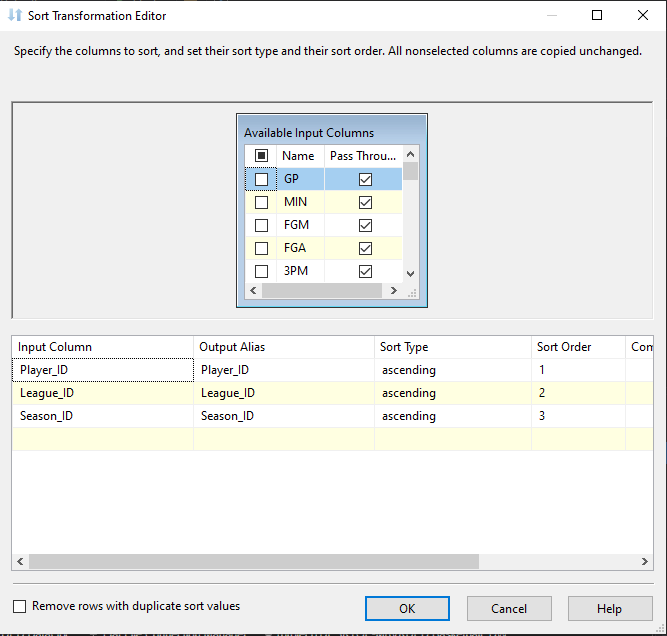 Sort Transformation Editor
Specify the columns to sort, and set their sort type and their sort order. All nonselected columns are copied unchanged.
Available Input Columns
Name Pass Throu...
GP
MIN
FGM
FGA
3PM
Input Column Output Alias Sort Type Sort Order Com
Player_ID Player_ID ascending 1
League_ID League_ID ascending 2
Season_ID Season_ID ascending 3
Remove rows with duplicate sort values
OK Cancel Help